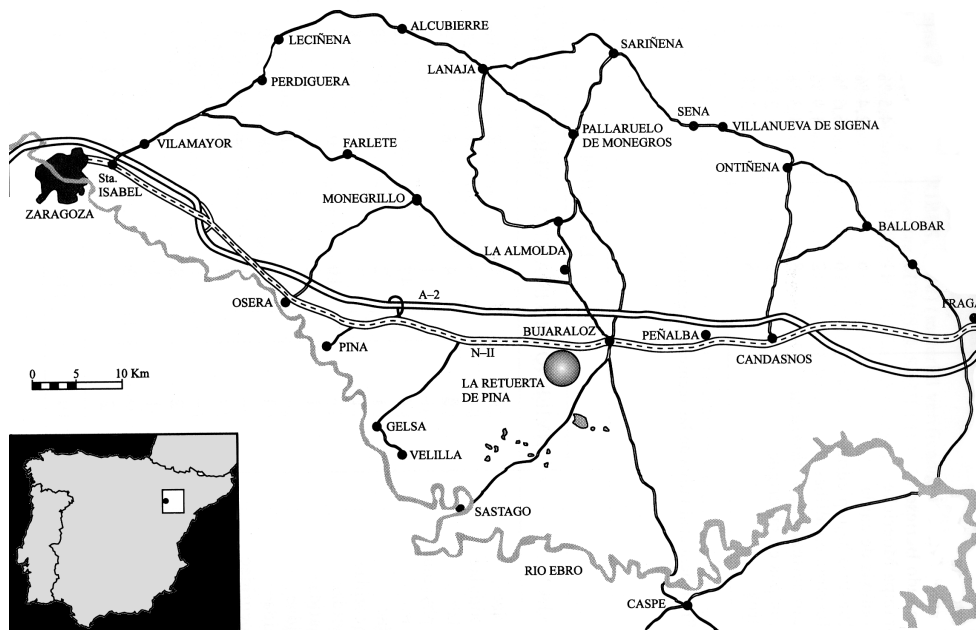 ALCUBIERRE
LECIÑENA
SARIÑENA
LANAJA
PERDIGUERA
SENA
VILLANUEVA DE SIGENA
PALLARUELO
DE MONEGROS
VILAMAYOR
FARLETE
ONTIÑENA
Sta.
ISABEL
MONEGRILLO
ZARAGOZA
BALLOBAR
LA ALMOLDA
A–2
OSERA
FRAGA
BUJARALOZ
PEÑALBA
PINA
N–II
CANDASNOS
0 5 10 Km
LA RETUERTA
DE PINA
GELSA
VELILLA
SASTAGO
RIO EBRO
CASPE